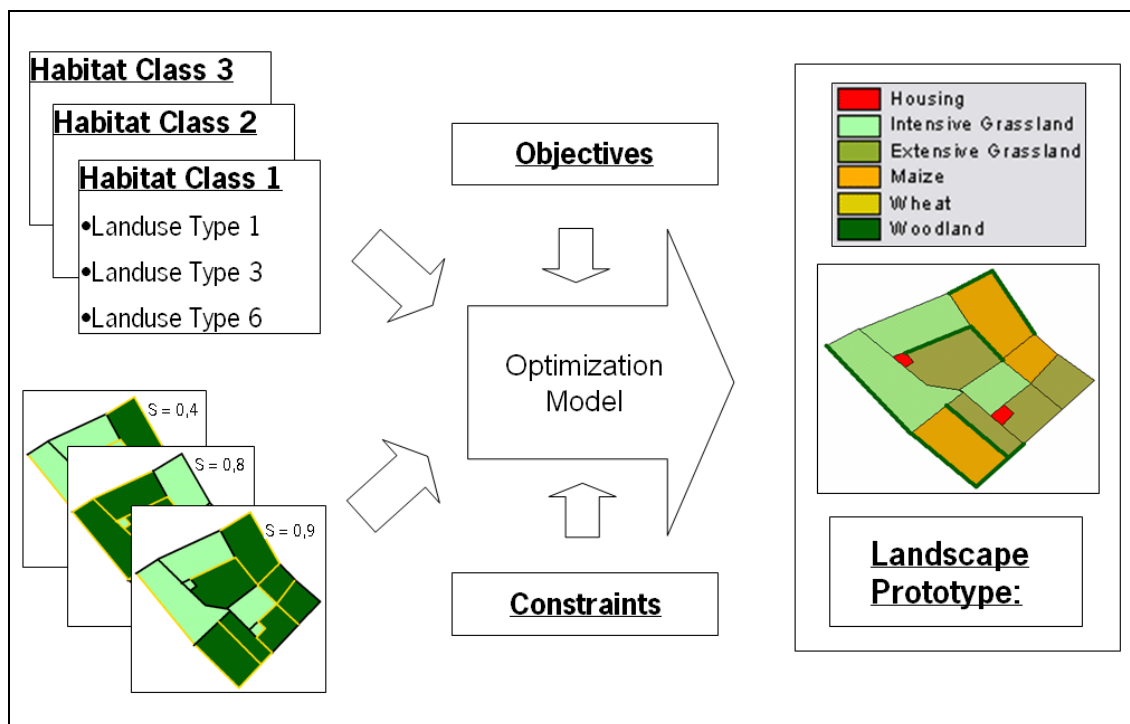 Habitat Class 3
Habitat Class 2
Habitat Class 1
•Landuse Type 1
•Landuse Type 3
•Landuse Type 6
S = 0,4
S = 0,8
S = 0,9
Objectives
Optimization
Model
Constraints
Housing
Intensive Grassland
Extensive Grassland
Maize
Wheat
Woodland
Landscape
Prototype: